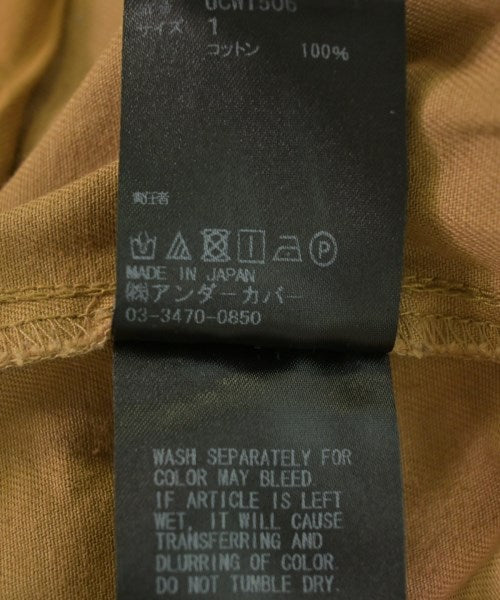 UCW1506
サイズ 1
コットン 100%
責任者
P
MADE IN JAPAN
㈱アンダーカバー
03-3470-0850
WASH SEPARATELY FOR
COLOR MAY BLEED.
IF ARTICLE IS LEFT
WET, IT WILL CAUSE
TRANSFERRING AND
DLURRING OF COLOR.
DO NOT TUMBLE DRY.